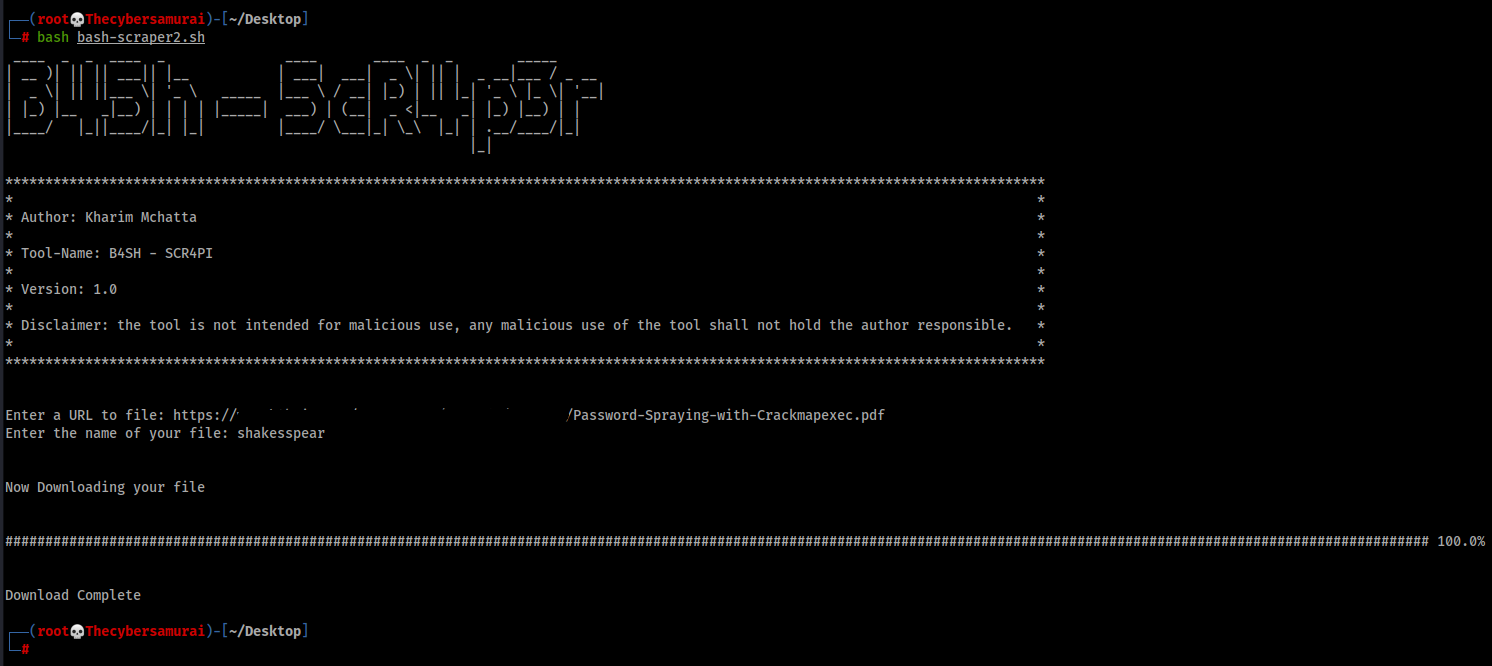 ┌──(root💀Thecybersamurai)-[~/Desktop]
└─# bash bash-scraper2.sh
B4Sh - ScR4p3r
*
* Author: Kharim Mchatta *
*
* Tool-Name: B4SH - SCR4PI *
*
* Version: 1.0 *
*
* Disclaimer: the tool is not intended for malicious use, any malicious use of the tool shall not hold the author responsible. *
*
Enter a URL to file: https:// /Password-Spraying-with-Crackmapexec.pdf
Enter the name of your file: shakesspear
Now Downloading your file
100.0%
Download Complete
┌──(root💀Thecybersamurai)-[~/Desktop]
└─#